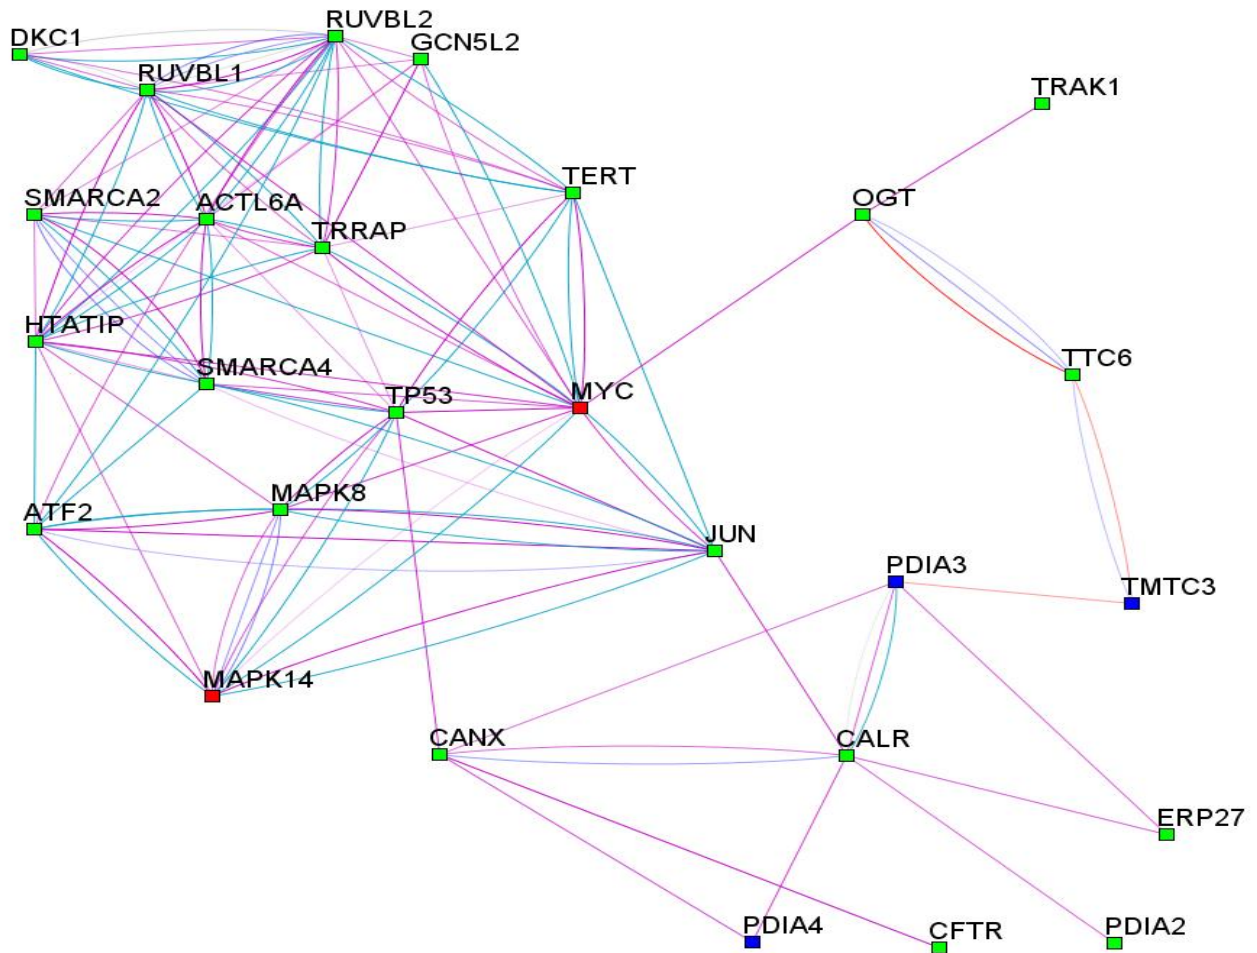 RUVBL2
DKC1
GCN5L2
RUVBL1
TRAK1
TERT
SMARCA2
ACTL6A
OGT
TRRAP
HTATIP
TTC6
SMARCA4
MYC
TP53
MAPK8
ATF2
JUN
PDIA3
TMTC3
MAPK14
CANX
CALR
ERP27
PDIA4
CFTR
PDIA2